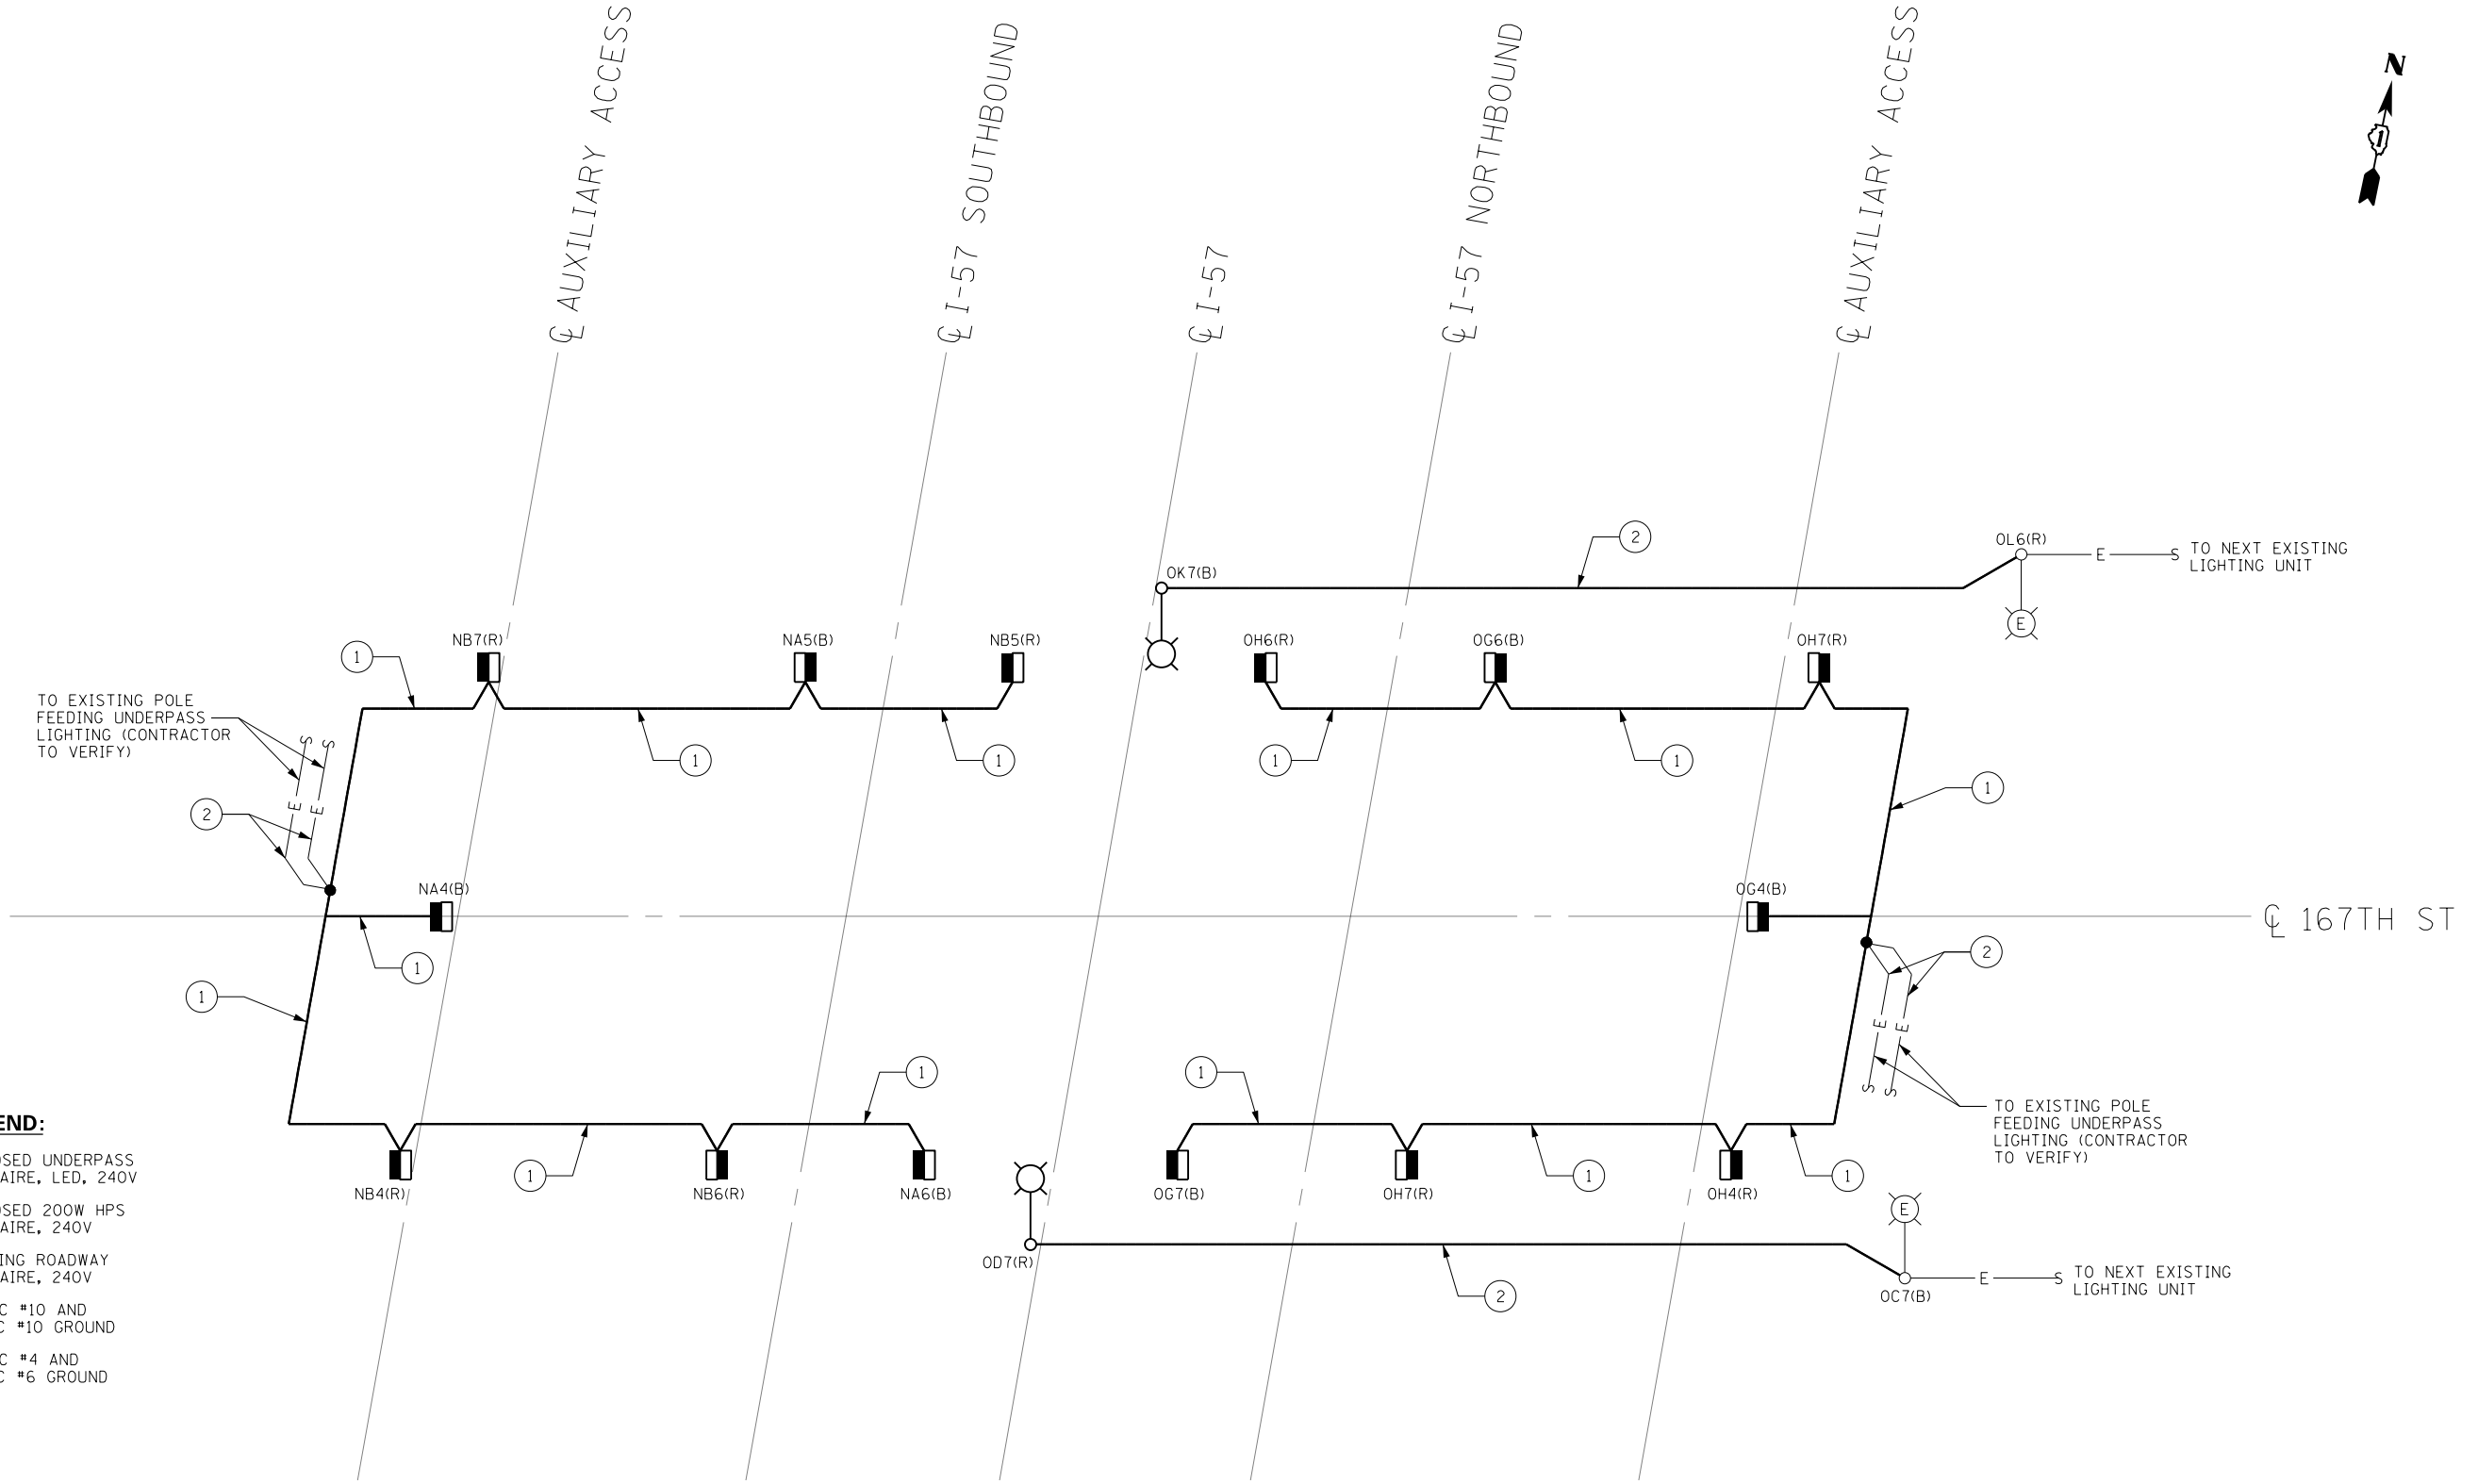 ℄ AUXILIARY ACCESS
℄ I-57 SOUTHBOUND
℄ I-57
℄ I-57 NORTHBOUND
℄ AUXILIARY ACCESS
N
2
OK7(B)
OL6(R)
E S TO NEXT EXISTING
LIGHTING UNIT
E
1
NB7(R)
NA5(B)
NB5(R)
OH6(R)
OG6(B)
OH7(R)
TO EXISTING POLE
FEEDING UNDERPASS
LIGHTING (CONTRACTOR
TO VERIFY)
S S
E E
1
1
1
1
1
2
NA4(B)
OG4(B)
℄ 167TH ST
1
1
2
E E
S S
TO EXISTING POLE
FEEDING UNDERPASS
LIGHTING (CONTRACTOR
TO VERIFY)
1
1
1
1
1
NB4(R)
NB6(R)
NA6(B)
OG7(B)
OH7(R)
OH4(R)
OD7(R)
2
E
OC7(B)
E S TO NEXT EXISTING
LIGHTING UNIT
END:
OSED UNDERPASS
AIRE, LED, 240V
OSED 200W HPS
AIRE, 240V
ING ROADWAY
AIRE, 240V
C #10 AND
C #10 GROUND
C #4 AND
C #6 GROUND